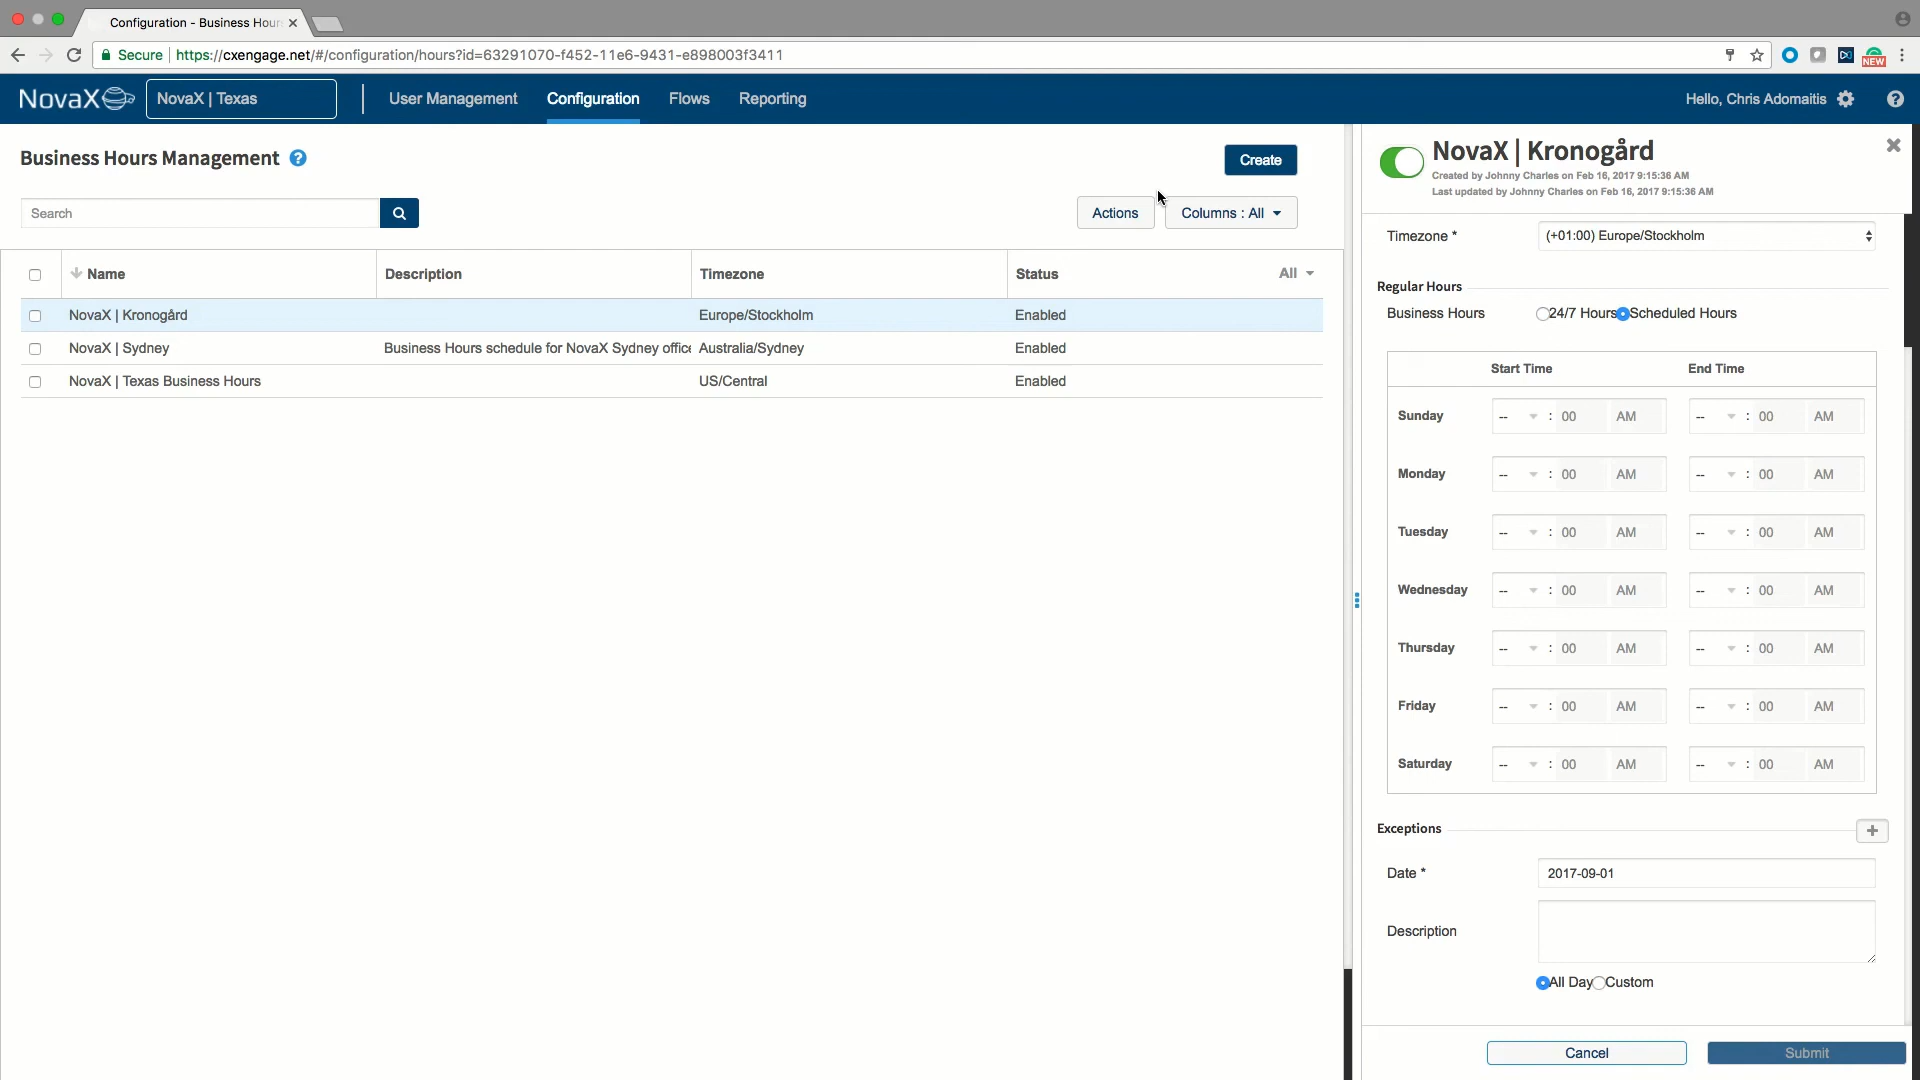 Configuration - Business Hour
Secure https://cxengage.net/#/configuration/hours?id=63291070-f452-11e6-9431-e898003f3411
NEW
NovaX
NovaX | Texas
User Management
Configuration
Flows
Reporting
Hello, Chris Adomaitis
Business Hours Management
Create
Search
Actions
Columns : All
Name Description Timezone Status All
NovaX | Kronogård Europe/Stockholm Enabled
NovaX | Sydney Business Hours schedule for NovaX Sydney office Australia/Sydney Enabled
NovaX | Texas Business Hours US/Central Enabled
NovaX | Kronogård
Created by Johnny Charles on Feb 16, 2017 9:15:36 AM
Last updated by Johnny Charles on Feb 16, 2017 9:15:36 AM
Timezone * (+01:00) Europe/Stockholm
Regular Hours
Business Hours 24/7 Hours Scheduled Hours
Start Time End Time
Sunday -- : 00 AM -- : 00 AM
Monday -- : 00 AM -- : 00 AM
Tuesday -- : 00 AM -- : 00 AM
Wednesday -- : 00 AM -- : 00 AM
Thursday -- : 00 AM -- : 00 AM
Friday -- : 00 AM -- : 00 AM
Saturday -- : 00 AM -- : 00 AM
Exceptions +
Date * 2017-09-01
Description
All Day Custom
Cancel Submit